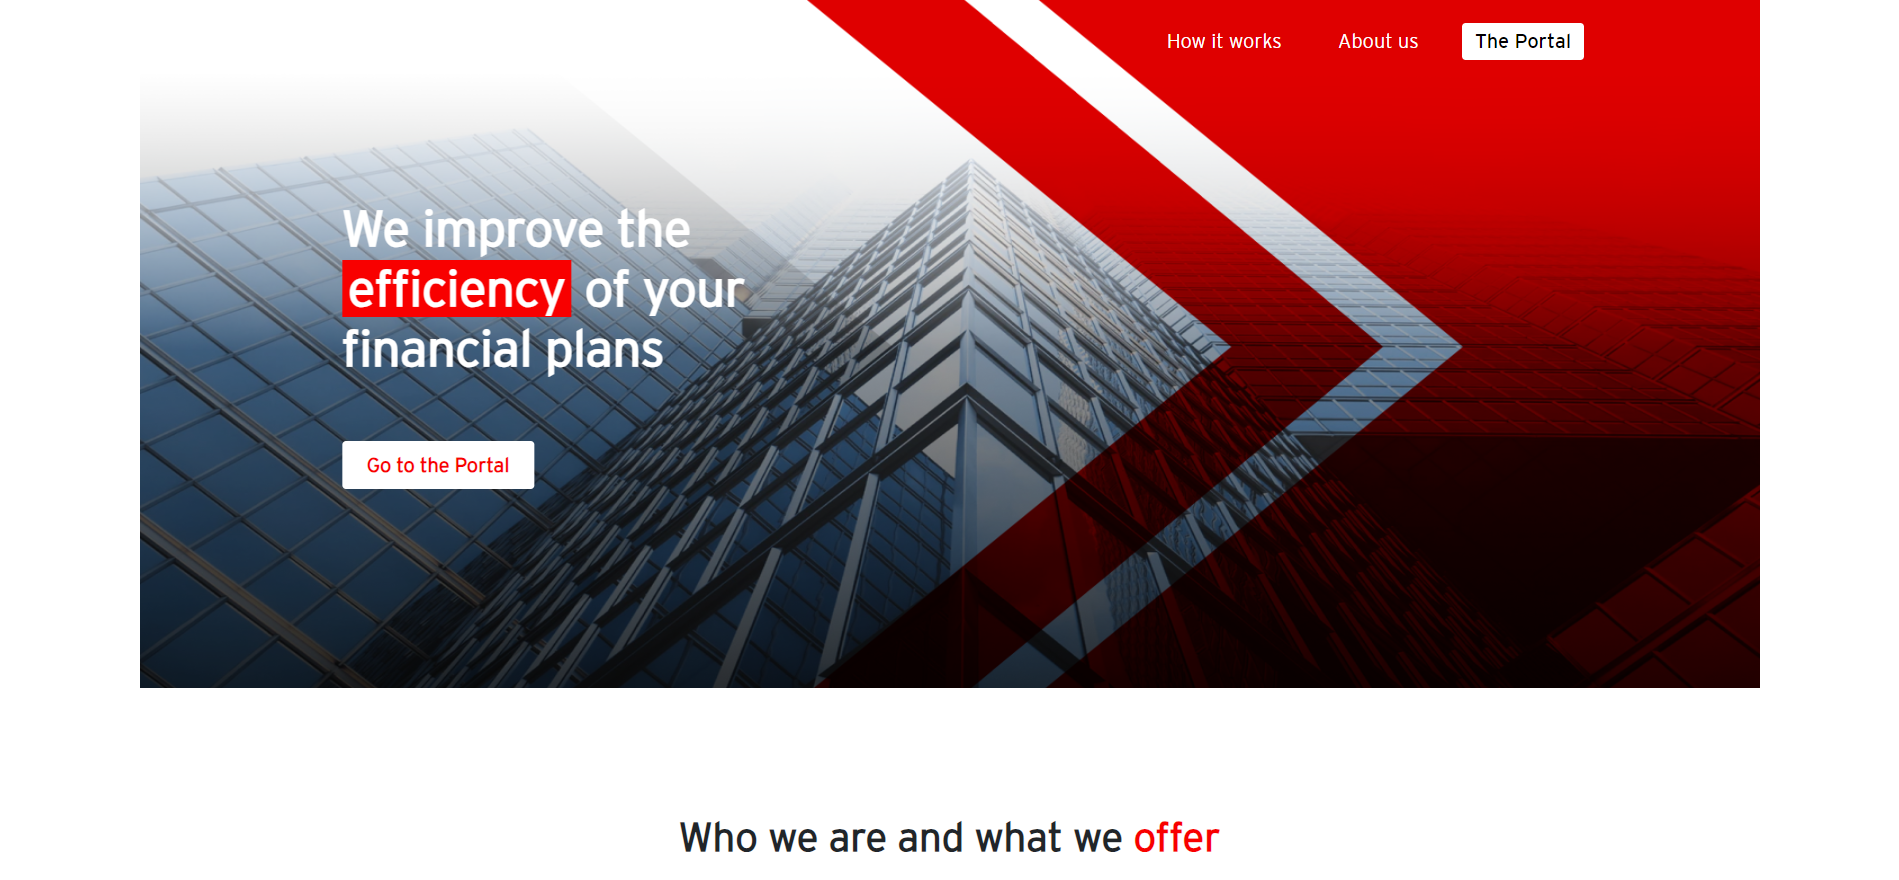 How it works
About us
The Portal
We improve the
efficiency of your
financial plans
Go to the Portal
Who we are and what we offer